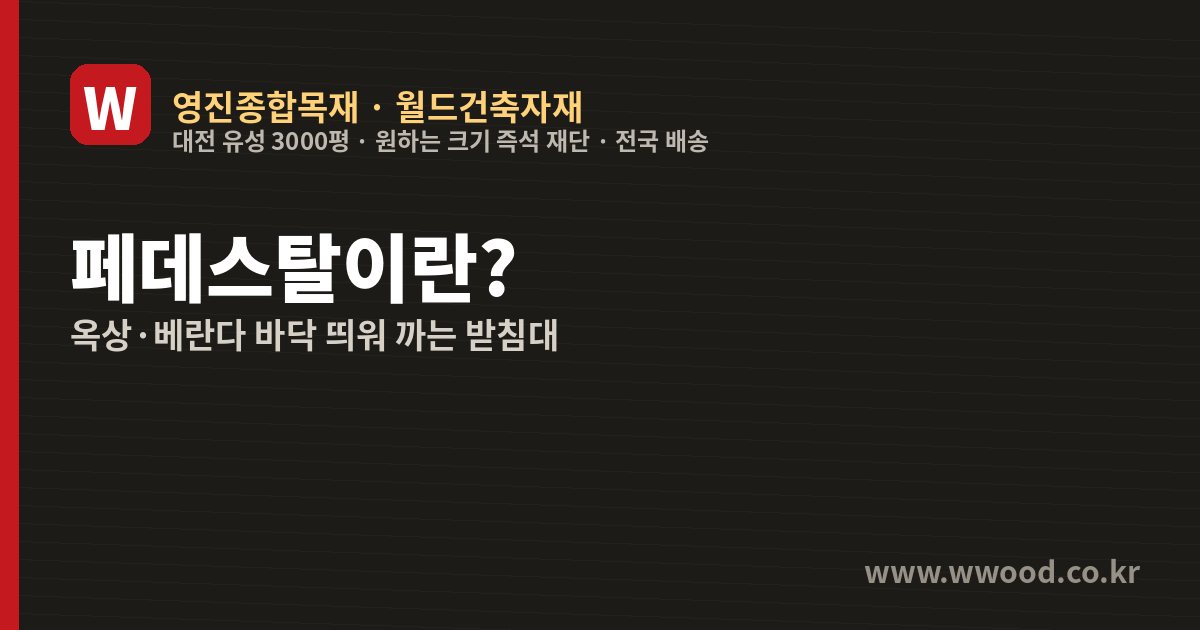 W
영진종합목재 · 월드건축자재
대전 유성 3000평 · 원하는 크기 즉석 재단 · 전국 배송
페데스탈이란?
옥상·베란다 바닥 띄워 까는 받침대
www.wwood.co.kr